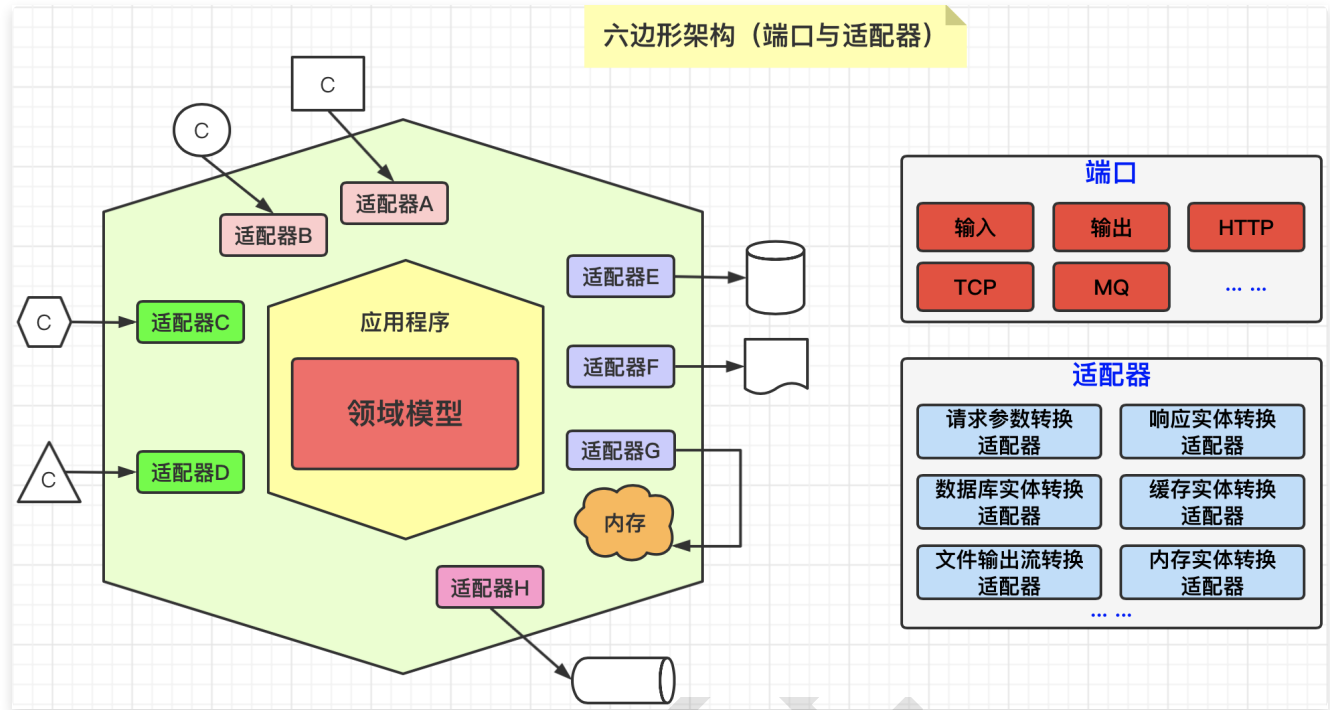 六边形架构（端口与适配器）
C
C
适配器A
适配器B
C
适配器C
C
适配器D
应用程序
领域模型
适配器E
适配器F
适配器G
内存
适配器H
端口
输入
输出
HTTP
TCP
MQ
... ...
适配器
请求参数转换
适配器
响应实体转换
适配器
数据库实体转换
适配器
缓存实体转换
适配器
文件输出流转换
适配器
内存实体转换
适配器
... ...